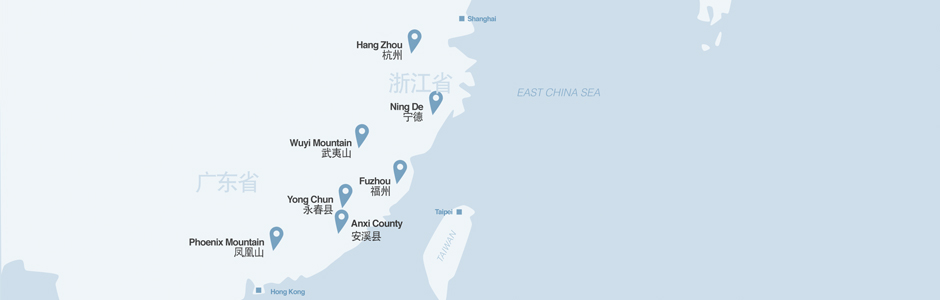 Shanghai
Hang Zhou
杭州
浙江省
EAST CHINA SEA
Ning De
宁德
Wuyi Mountain
武夷山
广东省
Fuzhou
福州
Yong Chun
永春县
Taipei
Anxi County
安溪县
TAIWAN
Phoenix Mountain
凤凰山
Hong Kong